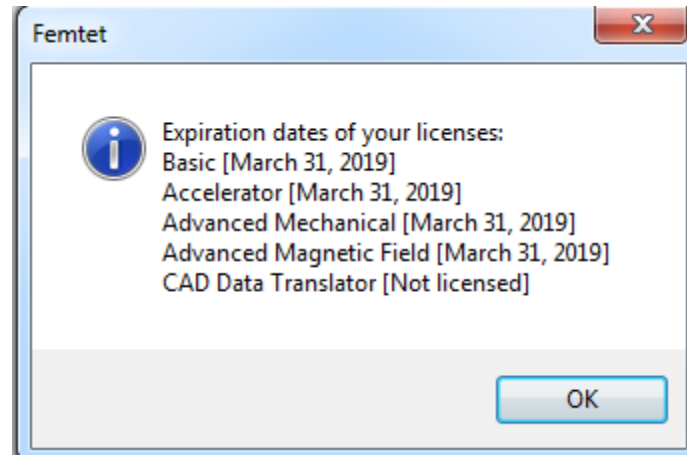 Femtet
Expiration dates of your licenses:
Basic [March 31, 2019]
Accelerator [March 31, 2019]
Advanced Mechanical [March 31, 2019]
Advanced Magnetic Field [March 31, 2019]
CAD Data Translator [Not licensed]
OK